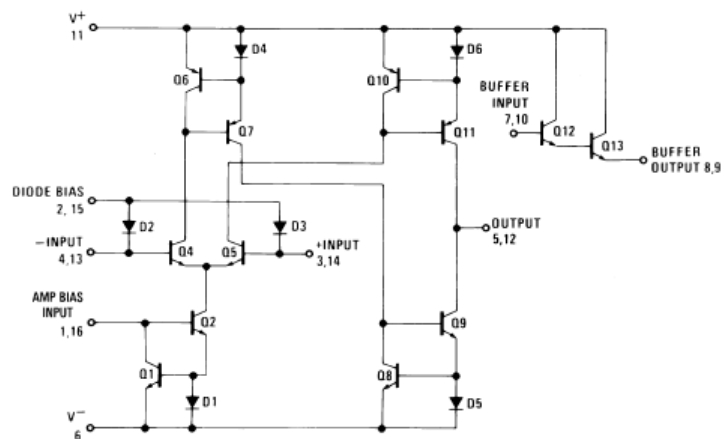 V+
11
D4
D6
Q6
Q10
BUFFER
INPUT
7,10
Q7
Q11
Q12
Q13
BUFFER
OUTPUT 8,9
DIODE BIAS
2, 15
D2
D3
OUTPUT
5,12
−INPUT
4,13
Q4
Q5
+INPUT
3,14
AMP BIAS
INPUT
1,16
Q2
Q9
Q1
D1
Q8
D5
V−
6